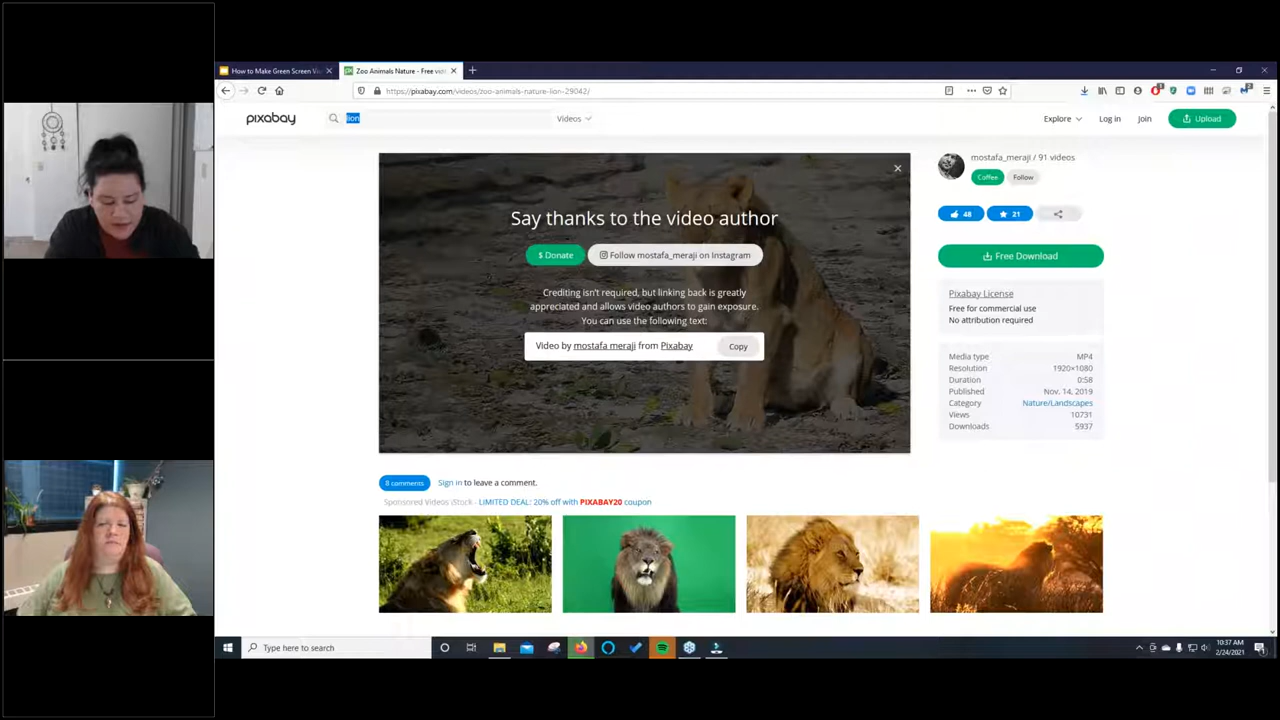 How to Make Green Screen Vi
Zoo Animals Nature - Free vi
https://pixabay.com/videos/zoo-animals-nature-lion-29042/
pixabay
lion
Videos
Explore
Log in
Join
Upload
Say thanks to the video author
$ Donate
Follow mostafa_meraji on Instagram
Crediting isn't required, but linking back is greatly
appreciated and allows video authors to gain exposure.
You can use the following text:
Video by mostafa meraji from Pixabay
Copy
mostafa_meraji / 91 videos
Coffee
Follow
48
21
Free Download
Pixabay License
Free for commercial use
No attribution required
Media type MP4
Resolution 1920×1080
Duration 0:58
Published Nov. 14, 2019
Category Nature/Landscapes
Views 10731
Downloads 5937
8 comments
Sign in to leave a comment.
Sponsored Videos iStock - LIMITED DEAL: 20% off with PIXABAY20 coupon
Type here to search
10:37 AM
2/24/2021